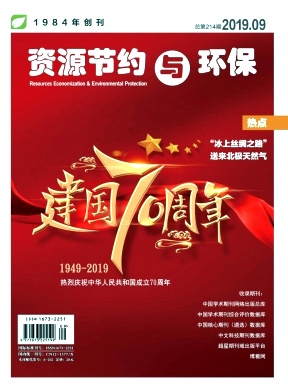 1984年创刊
总第214期 2019.09
资源节约与环保
Resources Economization & Environmental Protection
热点
“冰上丝绸之路”
送来北极天然气
建国70周年
1949-2019
热烈庆祝中华人民共和国成立70周年
收录期刊:
中国学术期刊网络出版总库
中国学术期刊综合评价数据库
中国核心期刊(遴选)数据库
中文科技期刊数据库
超星期刊域出版平台
博看网
ISSN 1673-2251